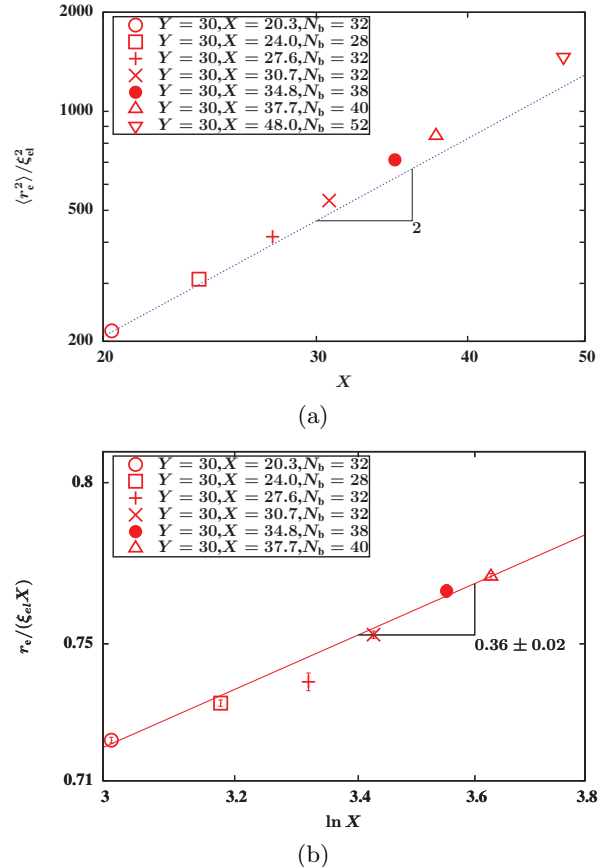 2000
1000
500
200
⟨r_e^2⟩/ξ_el^2
Y = 30,X = 20.3,N_b = 32
Y = 30,X = 24.0,N_b = 28
Y = 30,X = 27.6,N_b = 32
Y = 30,X = 30.7,N_b = 32
Y = 30,X = 34.8,N_b = 38
Y = 30,X = 37.7,N_b = 40
Y = 30,X = 48.0,N_b = 52
2
20 30 40 50
X
(a)
0.8
0.75
0.71
r_e/(ξ_el X)
Y = 30,X = 20.3,N_b = 32
Y = 30,X = 24.0,N_b = 28
Y = 30,X = 27.6,N_b = 32
Y = 30,X = 30.7,N_b = 32
Y = 30,X = 34.8,N_b = 38
Y = 30,X = 37.7,N_b = 40
0.36 ± 0.02
3 3.2 3.4 3.6 3.8
ln X
(b)